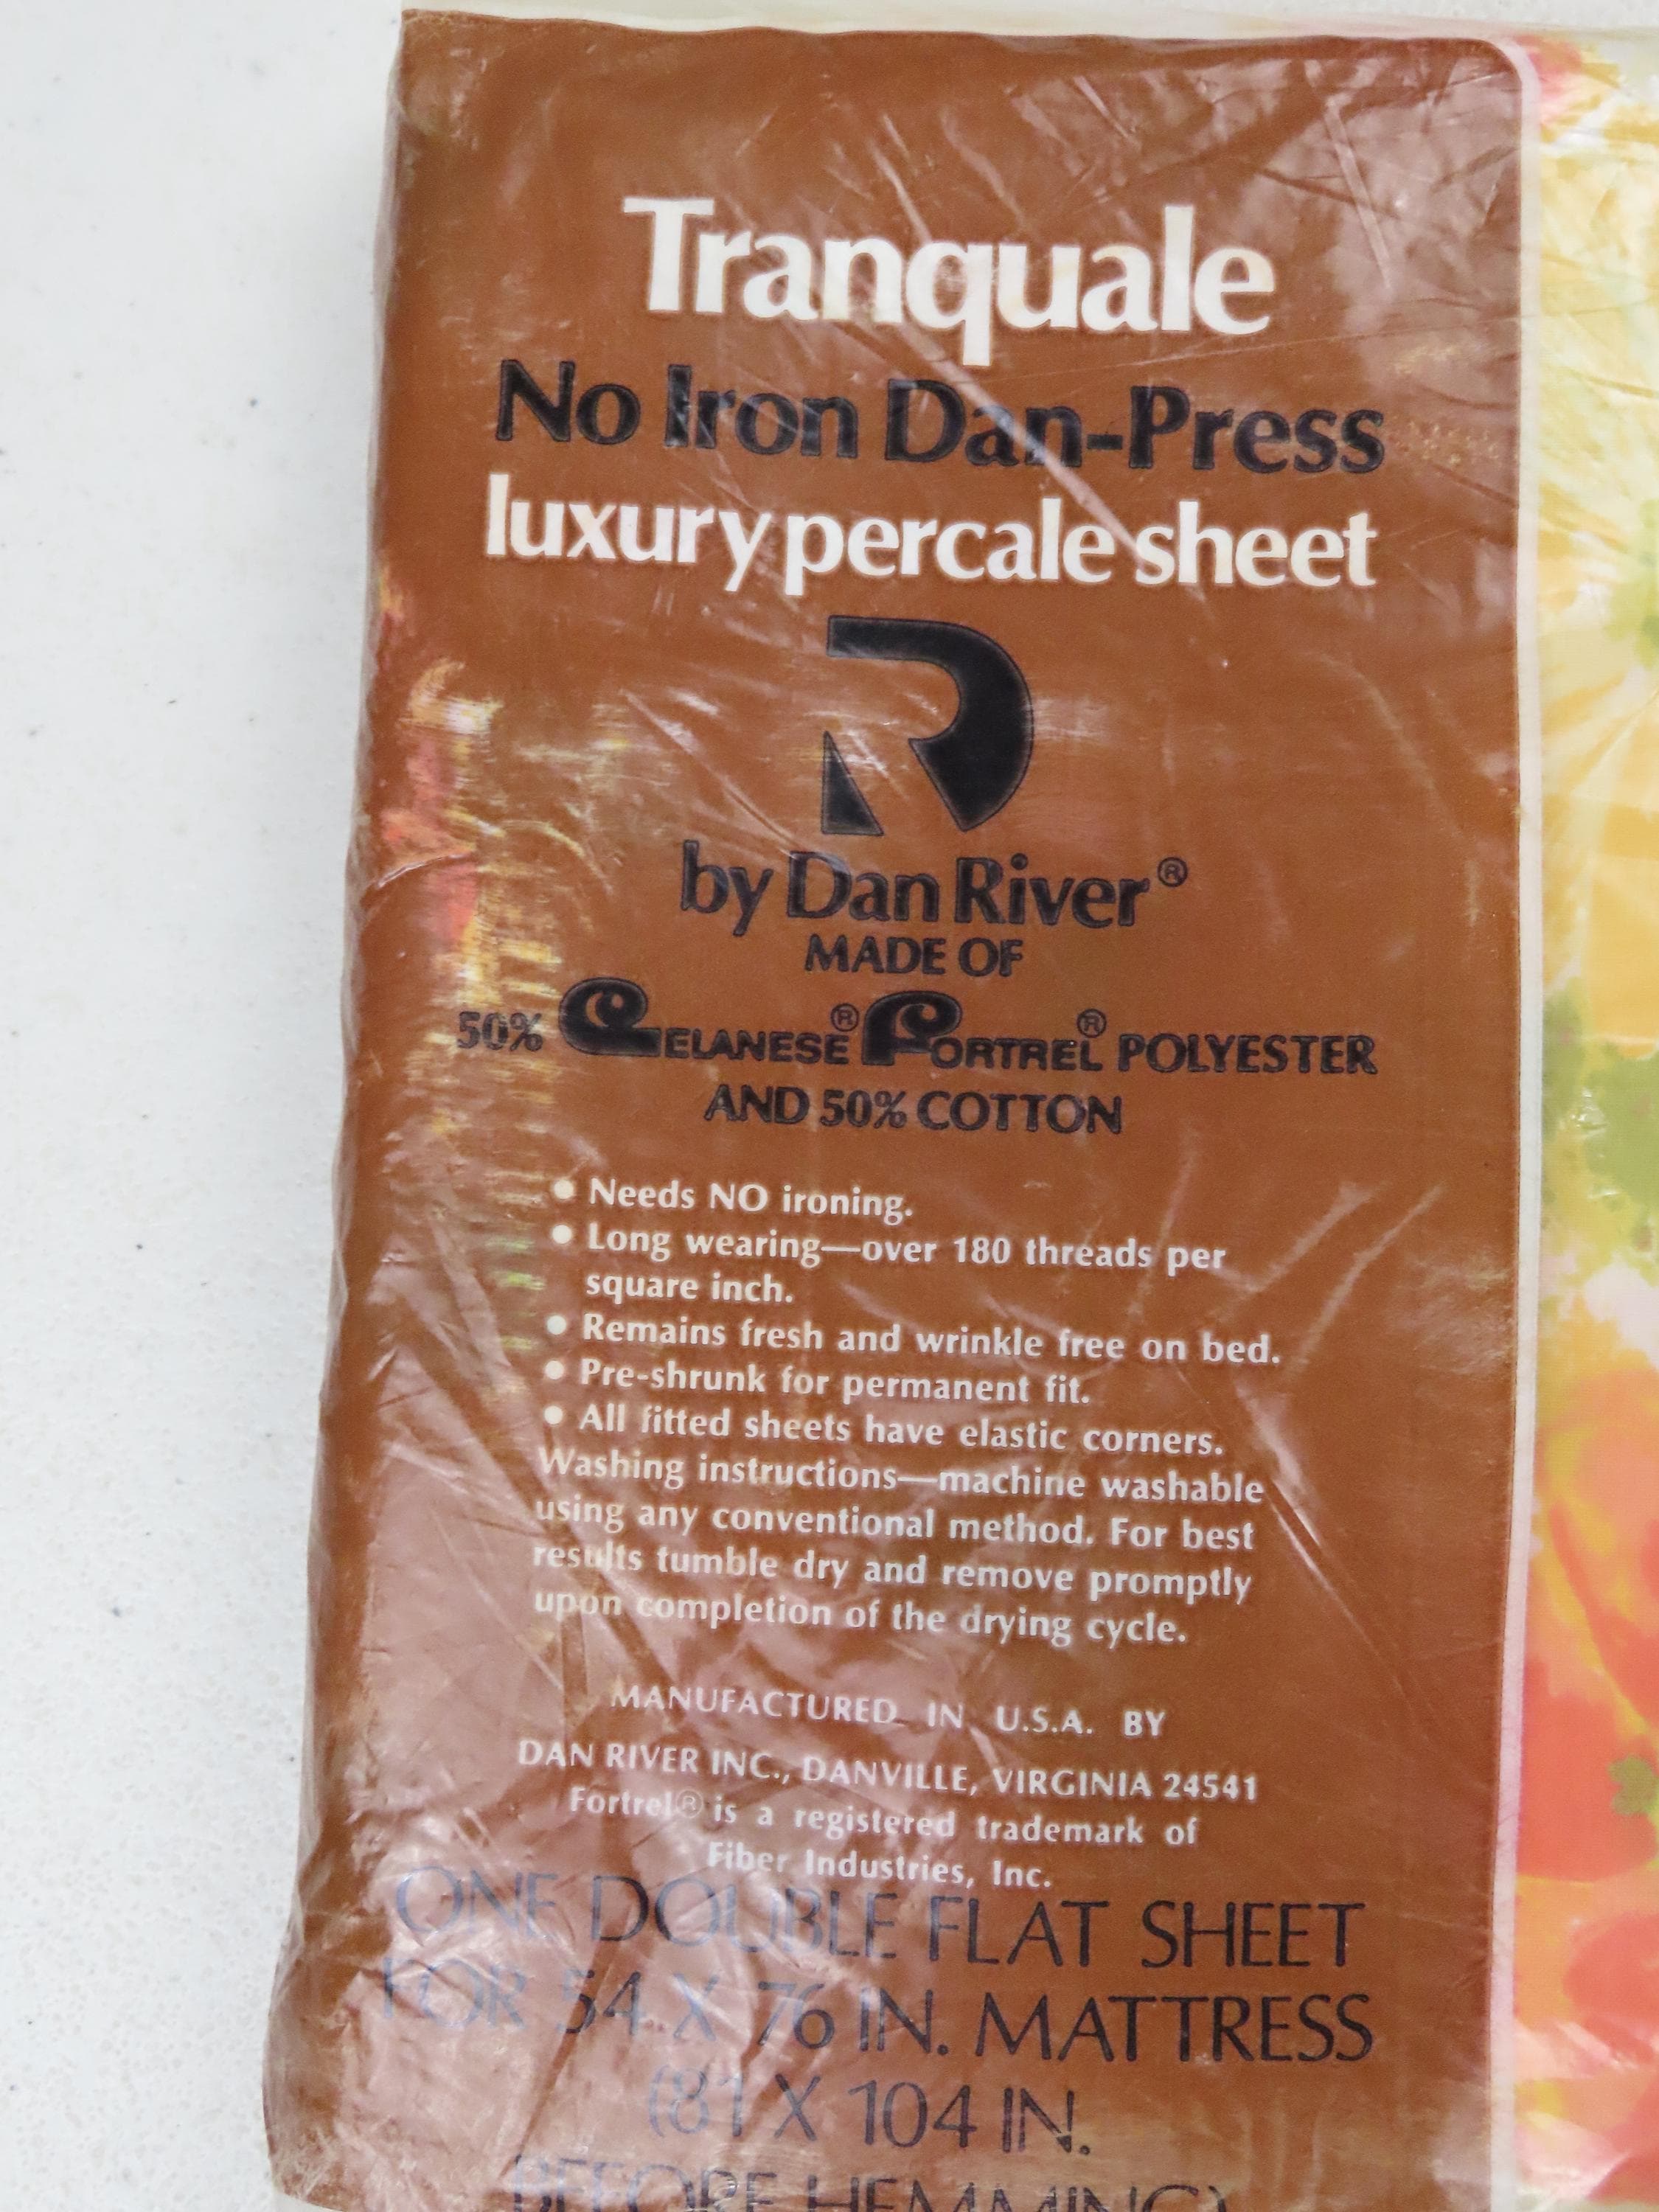 Tranquale
No Iron Dan-Press
luxury percale sheet
by Dan River®
MADE OF
50% CELANESE® FORTREL® POLYESTER
AND 50% COTTON
• Needs NO ironing.
• Long wearing—over 180 threads per
square inch.
• Remains fresh and wrinkle free on bed.
• Pre-shrunk for permanent fit.
• All fitted sheets have elastic corners.
Washing instructions—machine washable
using any conventional method. For best
results tumble dry and remove promptly
upon completion of the drying cycle.
MANUFACTURED IN U.S.A. BY
DAN RIVER INC., DANVILLE, VIRGINIA 24541
Fortrel® is a registered trademark of
Fiber Industries, Inc.
ONE DOUBLE FLAT SHEET
FOR 54 X 76 IN. MATTRESS
(81 X 104 IN.
BEFORE HEMMING)